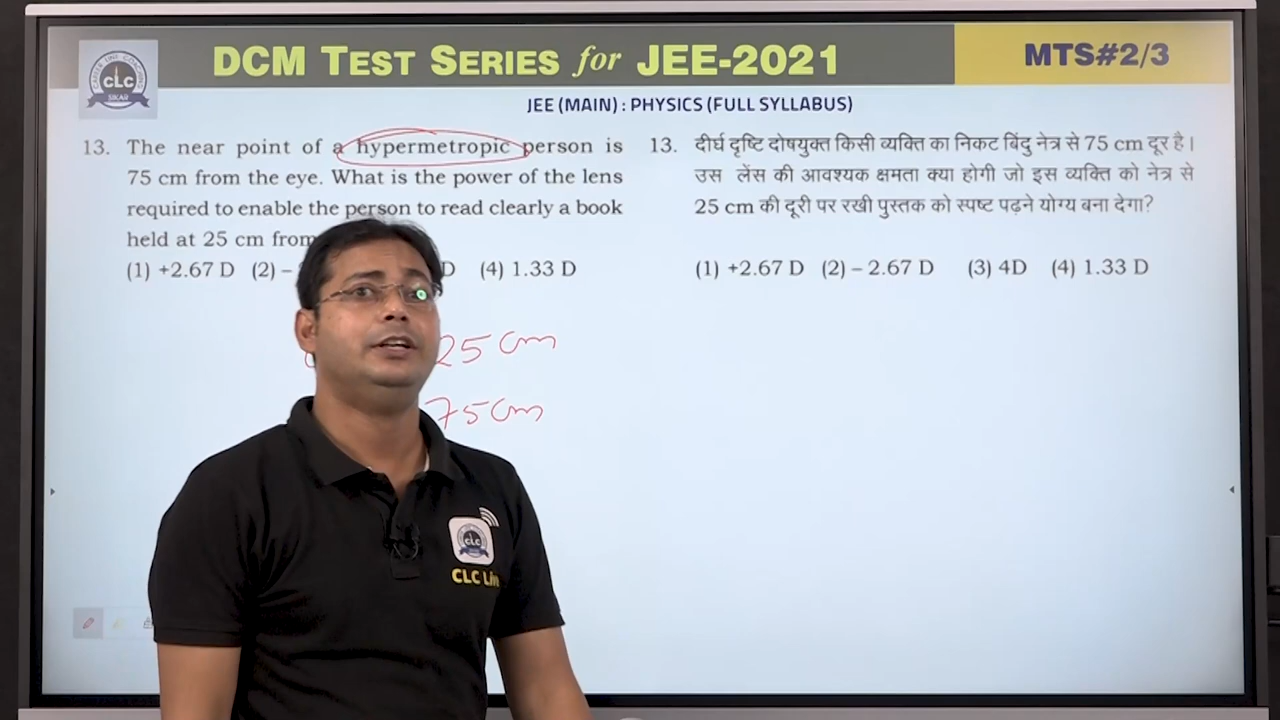 DCM TEST SERIES for JEE-2021
MTS#2/3
JEE (MAIN) : PHYSICS (FULL SYLLABUS)
13. The near point of a hypermetropic person is
75 cm from the eye. What is the power of the lens
required to enable the person to read clearly a book
held at 25 cm from
(1) +2.67 D (2) – D (4) 1.33 D
25 cm
75 cm
13. दीर्घ दृष्टि दोषयुक्त किसी व्यक्ति का निकट बिंदु नेत्र से 75 cm दूर है।
उस लेंस की आवश्यक क्षमता क्या होगी जो इस व्यक्ति को नेत्र से
25 cm की दूरी पर रखी पुस्तक को स्पष्ट पढ़ने योग्य बना देगा?
(1) +2.67 D (2) – 2.67 D (3) 4D (4) 1.33 D
CLC
SIKAR
CLC
CLC Live